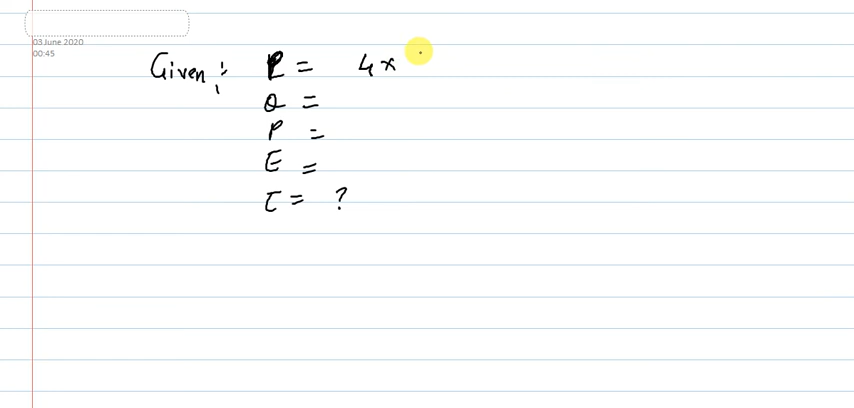 03 June 2020
00:45
Given : P = 4x
Q =
P =
E =
I = ?